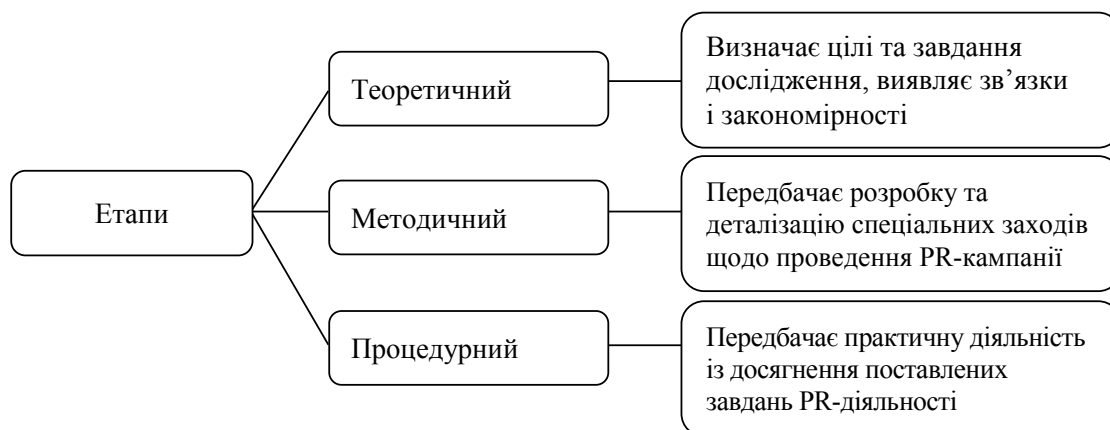 Етапи
Теоретичний
Визначає цілі та завдання
дослідження, виявляє зв’язки
і закономірності
Методичний
Передбачає розробку та
деталізацію спеціальних заходів
щодо проведення PR-кампанії
Процедурний
Передбачає практичну діяльність
із досягнення поставлених
завдань PR-діяльності